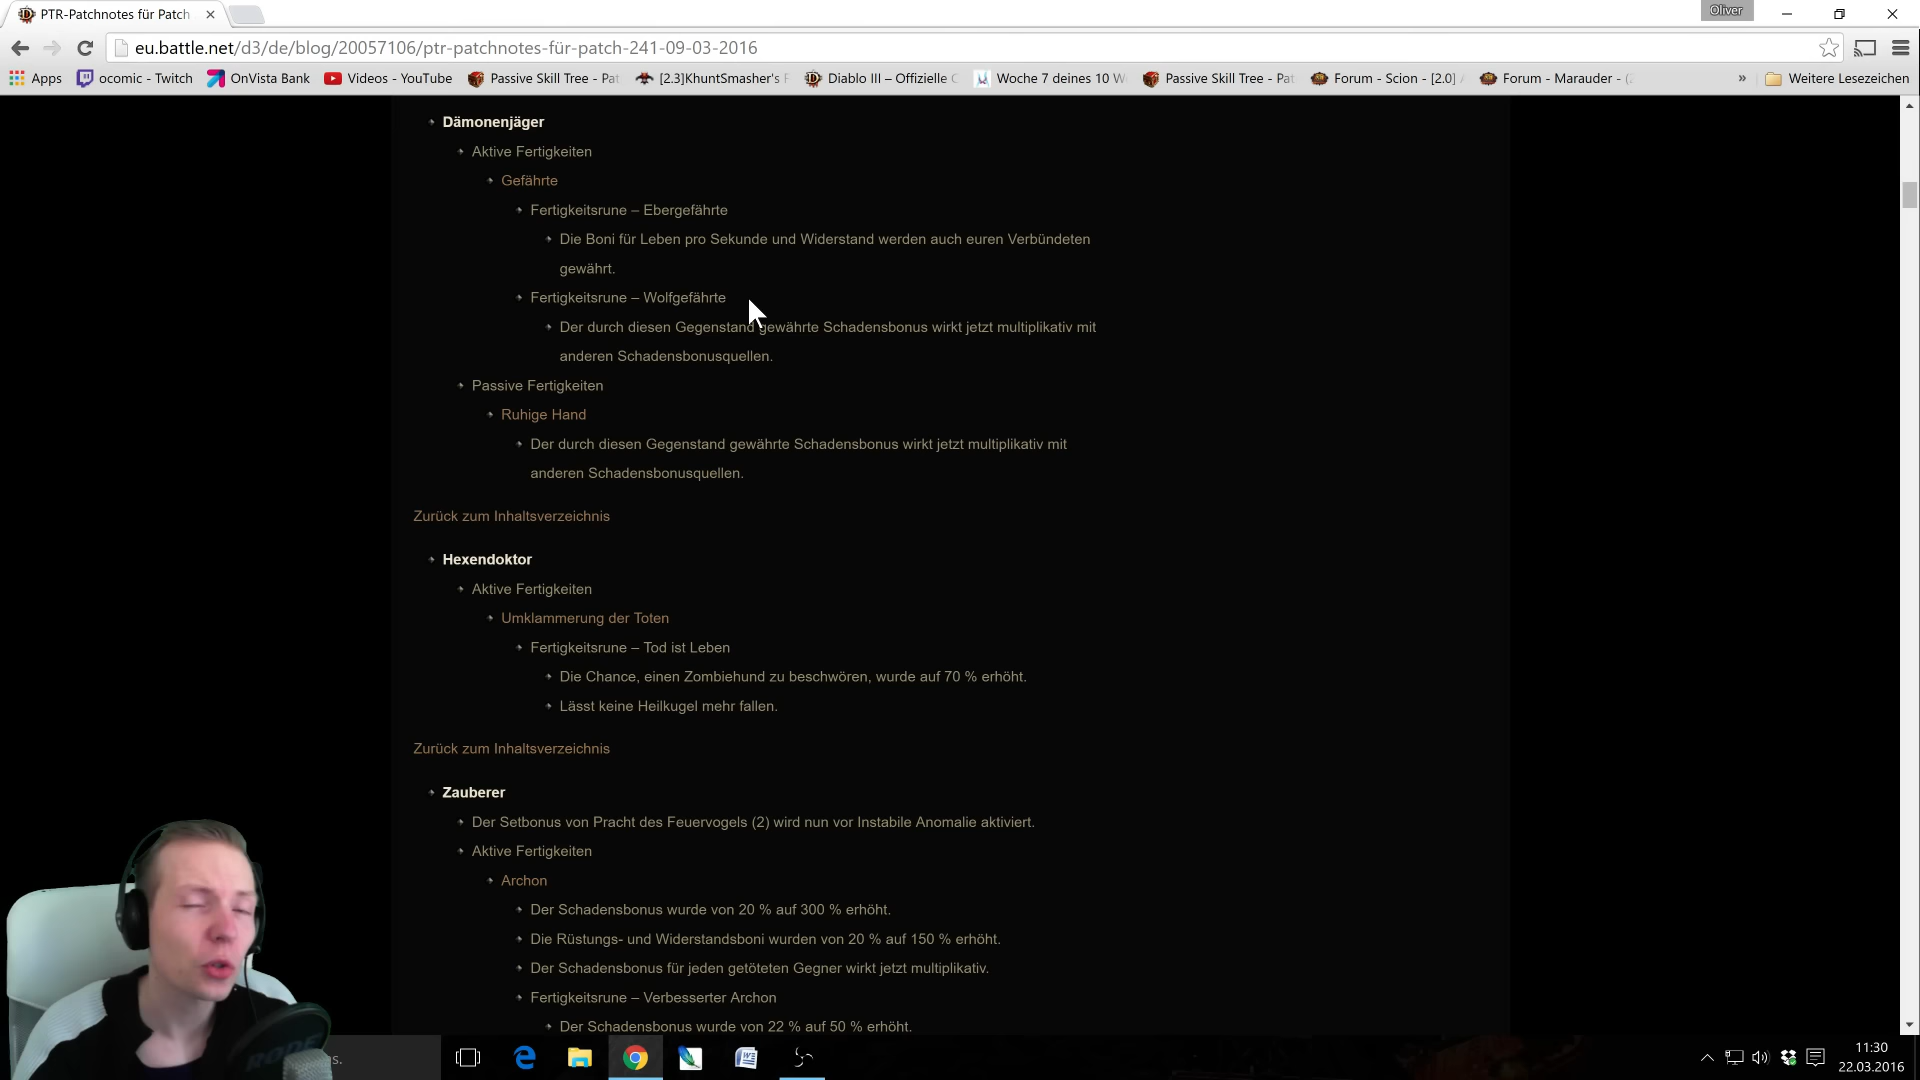 PTR-Patchnotes für Patch
Oliver
eu.battle.net/d3/de/blog/20057106/ptr-patchnotes-für-patch-241-09-03-2016
Apps
ocomic - Twitch
OnVista Bank
Videos - YouTube
Passive Skill Tree - Pat
[2.3]KhuntSmasher's F
Diablo III – Offizielle
Woche 7 deines 10 W
Passive Skill Tree - Pat
Forum - Scion - [2.0]
Forum - Marauder -
»
Weitere Lesezeichen
Dämonenjäger
Aktive Fertigkeiten
Gefährte
Fertigkeitsrune – Ebergefährte
Die Boni für Leben pro Sekunde und Widerstand werden auch euren Verbündeten
gewährt.
Fertigkeitsrune – Wolfgefährte
Der durch diesen Gegenstand gewährte Schadensbonus wirkt jetzt multiplikativ mit
anderen Schadensbonusquellen.
Passive Fertigkeiten
Ruhige Hand
Der durch diesen Gegenstand gewährte Schadensbonus wirkt jetzt multiplikativ mit
anderen Schadensbonusquellen.
Zurück zum Inhaltsverzeichnis
Hexendoktor
Aktive Fertigkeiten
Umklammerung der Toten
Fertigkeitsrune – Tod ist Leben
Die Chance, einen Zombiehund zu beschwören, wurde auf 70 % erhöht.
Lässt keine Heilkugel mehr fallen.
Zurück zum Inhaltsverzeichnis
Zauberer
Der Setbonus von Pracht des Feuervogels (2) wird nun vor Instabile Anomalie aktiviert.
Aktive Fertigkeiten
Archon
Der Schadensbonus wurde von 20 % auf 300 % erhöht.
Die Rüstungs- und Widerstandsboni wurden von 20 % auf 150 % erhöht.
Der Schadensbonus für jeden getöteten Gegner wirkt jetzt multiplikativ.
Fertigkeitsrune – Verbesserter Archon
Der Schadensbonus wurde von 22 % auf 50 % erhöht.
RØDE
11:30
22.03.2016